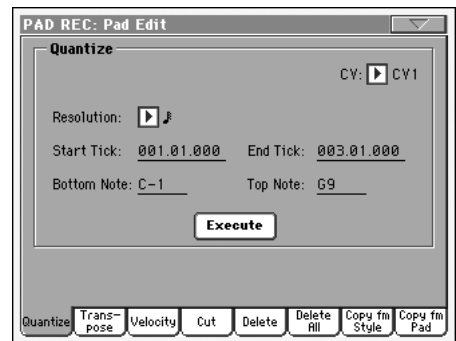 PAD REC: Pad Edit
Quantize
CV: CV1
Resolution:
Start Tick: 001.01.000 End Tick: 003.01.000
Bottom Note: C-1 Top Note: G9
Execute
Quantize Trans-pose Velocity Cut Delete Delete All Copy fm Style Copy fm Pad